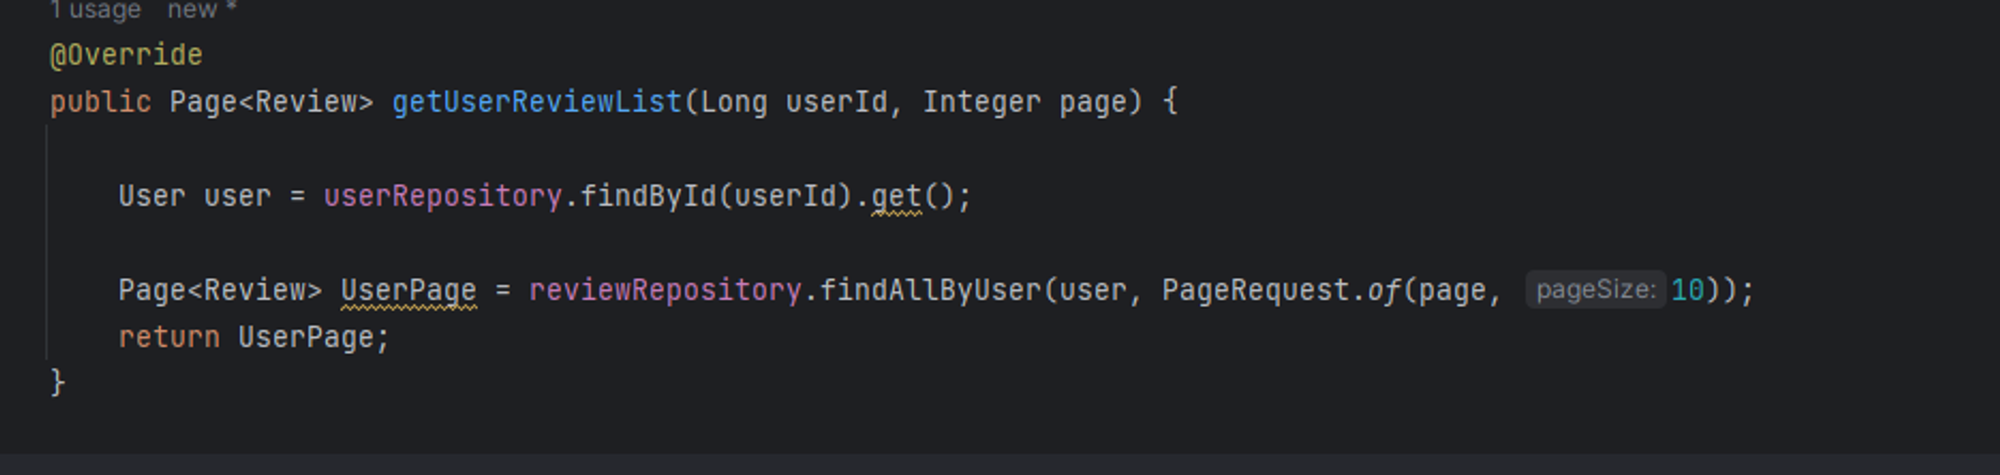 1 usage new *
@Override
public Page<Review> getUserReviewList(Long userId, Integer page) {
User user = userRepository.findById(userId).get();
Page<Review> UserPage = reviewRepository.findAllByUser(user, PageRequest.of(page, pageSize: 10));
return UserPage;
}